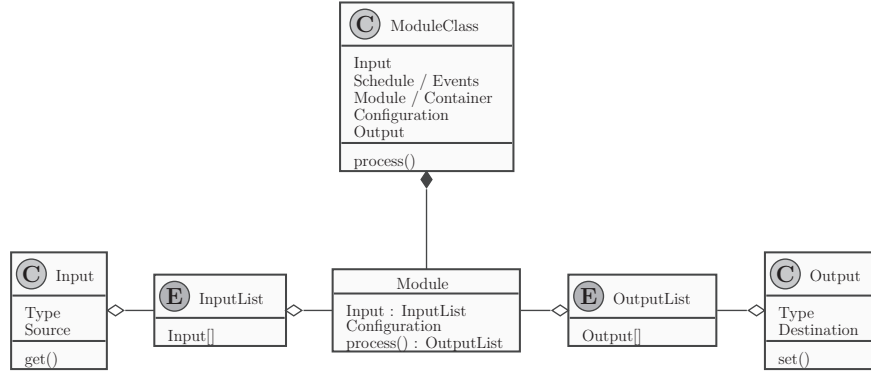 C ModuleClass
Input
Schedule / Events
Module / Container
Configuration
Output
process()
C Input
Type
Source
get()
E InputList
Input[]
Module
Input : InputList
Configuration
process() : OutputList
E OutputList
Output[]
C Output
Type
Destination
set()